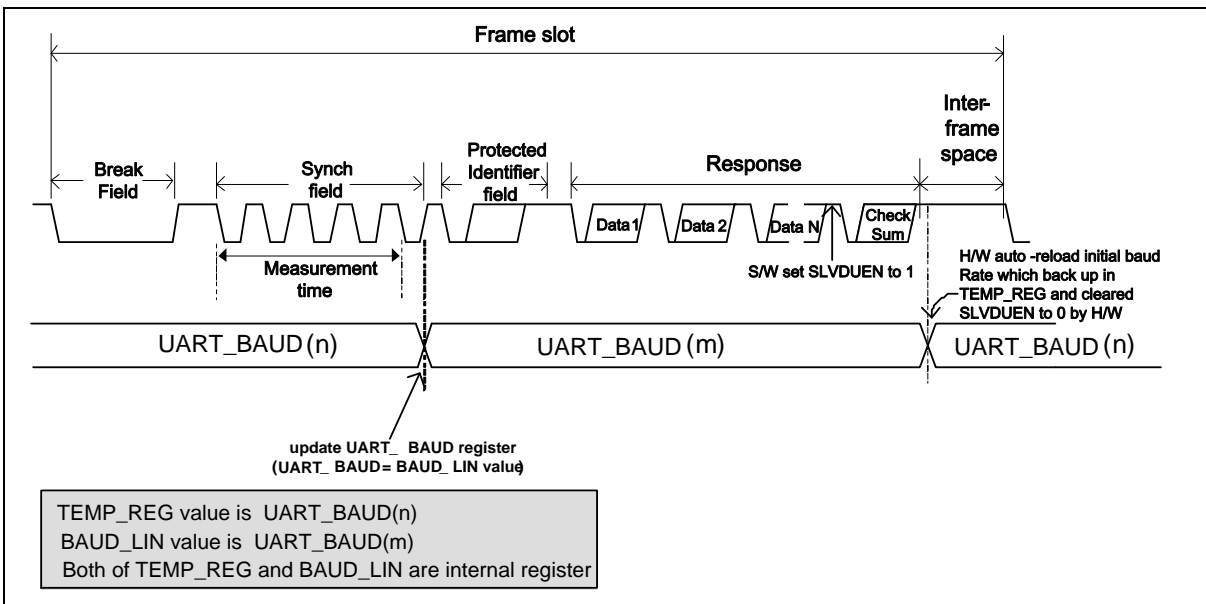 Frame slot
Inter-
frame
space
Break
Field
Synch
field
Protected
Identifier
field
Response
Data 1
Data 2
Data N
Check
Sum
Measurement
time
S/W set SLVDUEN to 1
H/W auto -reload initial baud
Rate which back up in
TEMP_REG and cleared
SLVDUEN to 0 by H/W
UART_BAUD (n)
UART_BAUD (m)
UART_BAUD (n)
update UART_ BAUD register
(UART_ BAUD = BAUD_ LIN value)
TEMP_REG value is UART_BAUD(n)
BAUD_LIN value is UART_BAUD(m)
Both of TEMP_REG and BAUD_LIN are internal register